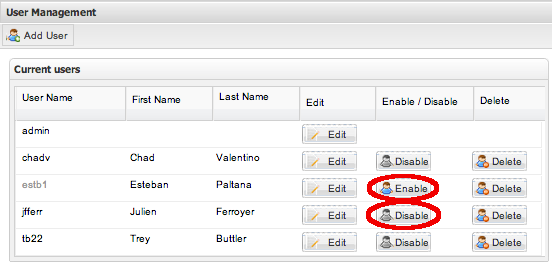 User Management
Add User
Current users
User Name First Name Last Name Edit Enable / Disable Delete
admin Edit
chadv Chad Valentino Edit Disable Delete
estb1 Esteban Paltana Edit Enable Delete
jfferr Julien Ferroyer Edit Disable Delete
tb22 Trey Buttler Edit Disable Delete